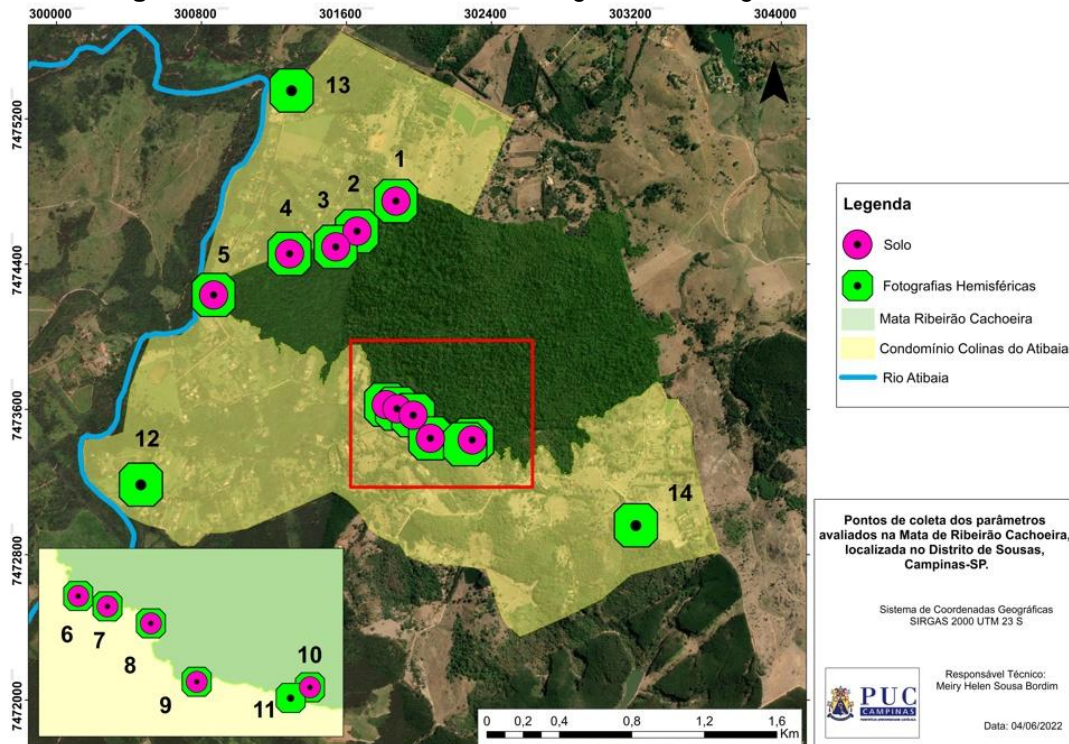 300000 300800 301600 302400 303200 304000
7475200
7474400
7473600
7472800
7472000
N
13
1
2
3
4
5
12
14
6
7
8
9
10
11
0 0,2 0,4 0,8 1,2 1,6
Km
Legenda
Solo
Fotografias Hemisféricas
Mata Ribeirão Cachoeira
Condomínio Colinas do Atibaia
Rio Atibaia
Pontos de coleta dos parâmetros
avaliados na Mata de Ribeirão Cachoeira,
localizada no Distrito de Sousas,
Campinas-SP.
Sistema de Coordenadas Geográficas
SIRGAS 2000 UTM 23 S
PUC
CAMPINAS
Responsável Técnico:
Meiry Helen Sousa Bordim
Data: 04/06/2022